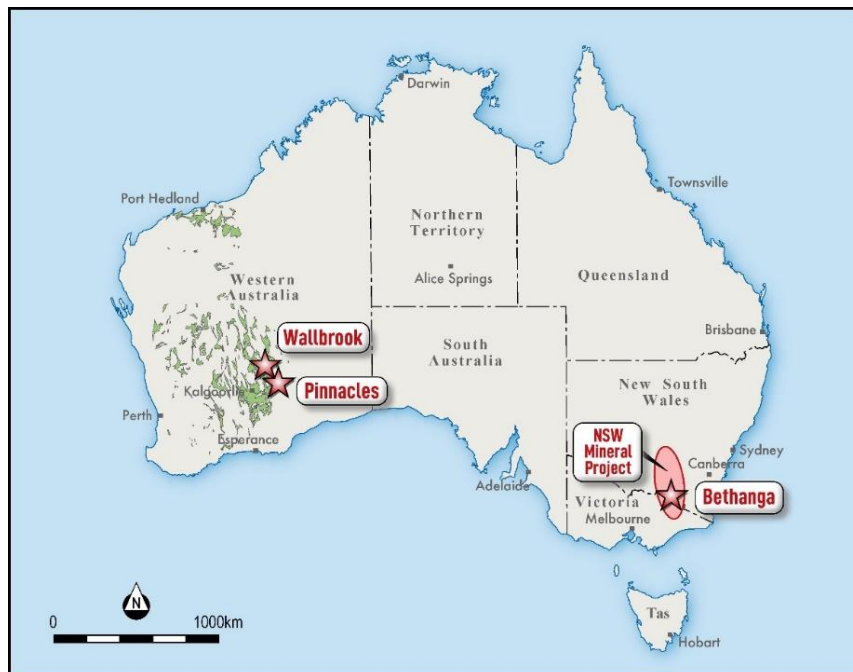 Darwin
Townsville
Port Hedland
Northern
Territory
Alice Springs
Queensland
Western
Australia
Brisbane
Wallbrook
South
Australia
Kalgoorlie
Pinnacles
New South
Wales
Perth
Esperance
NSW
Mineral
Project
Sydney
Canberra
Adelaide
Bethanga
Victoria
Melbourne
N
0 1000km
Tas
Hobart